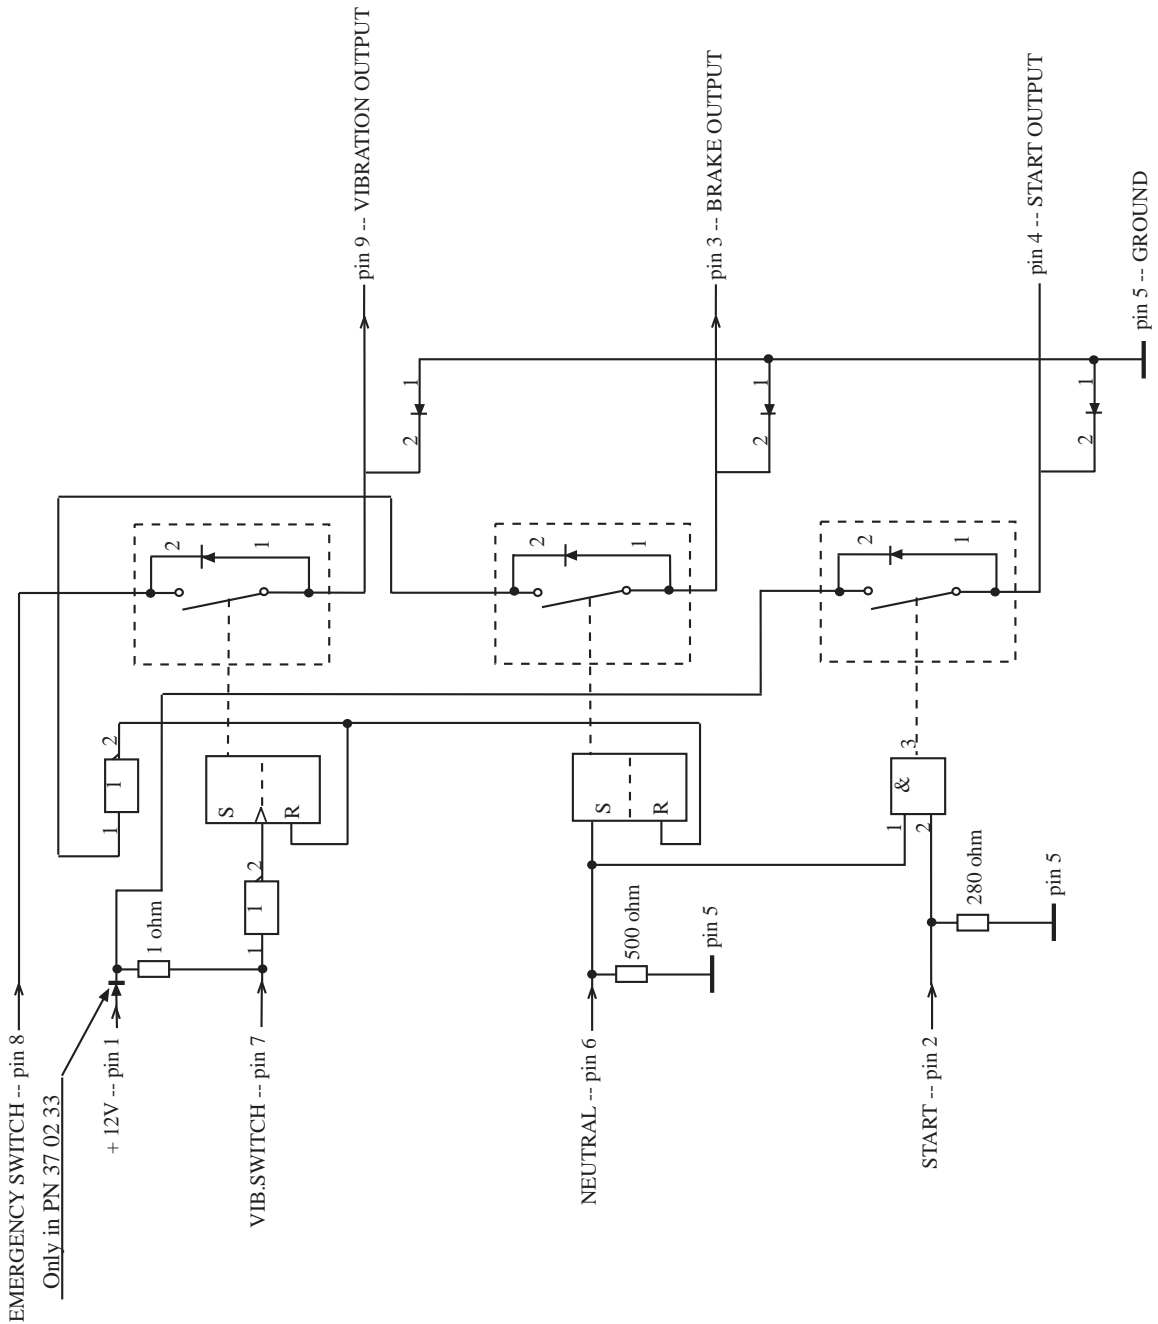 EMERGENCY SWITCH -- pin 8
Only in PN 37 02 33
+ 12V -- pin 1
VIB.SWITCH -- pin 7
NEUTRAL -- pin 6
START -- pin 2
1 ohm
1
1
2
1
1
2
S
R
500 ohm
pin 5
S
R
280 ohm
pin 5
1
2
&
3
2
1
2
1
2
1
2
1
2
1
2
1
pin 9 -- VIBRATION OUTPUT
pin 3 -- BRAKE OUTPUT
pin 4 -- START OUTPUT
pin 5 -- GROUND